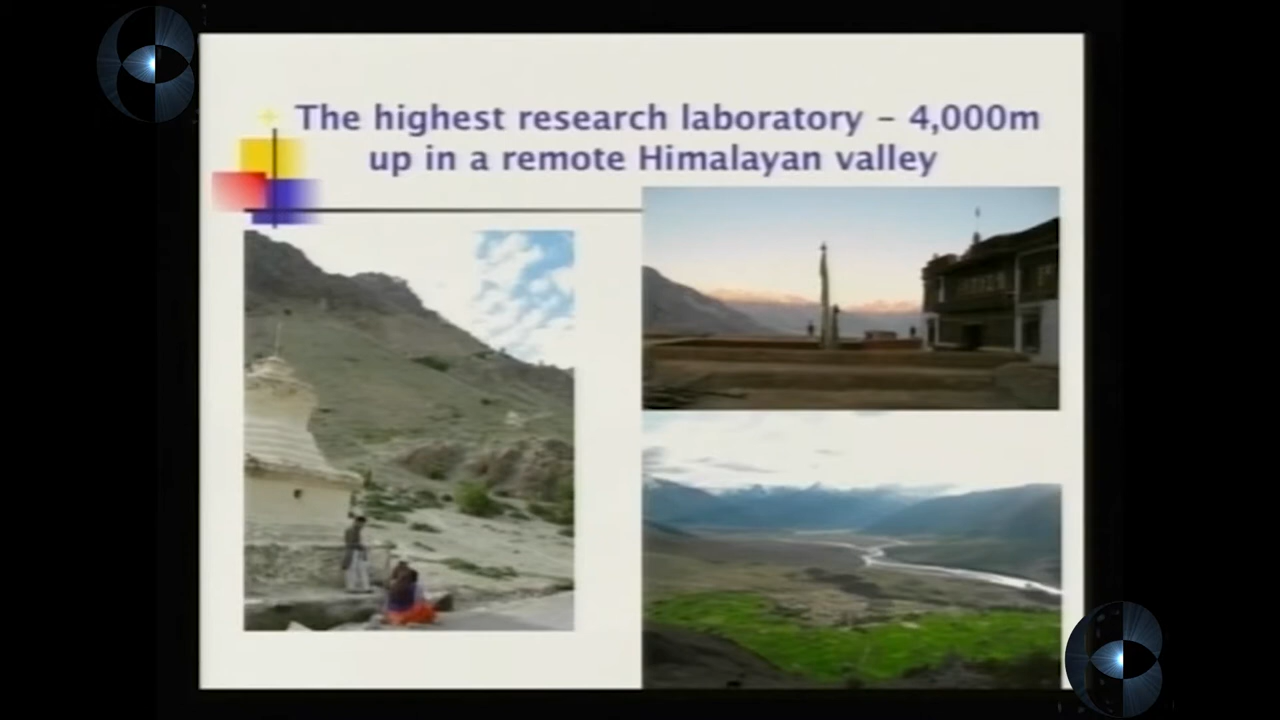 The highest research laboratory – 4,000m
up in a remote Himalayan valley